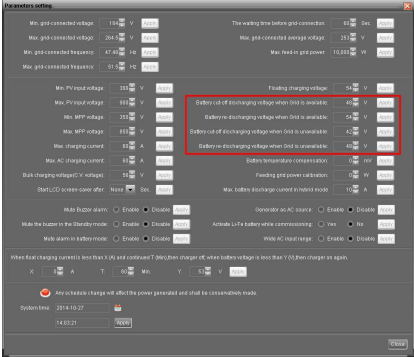 Parameters setting
Min. grid-connected voltage: 184 V Apply The waiting time before grid-connection: 60 Sec. Apply
Max. grid-connected voltage: 264.5 V Apply Max. grid-connected average voltage: 253 V Apply
Min. grid-connected frequency: 47.48 Hz Apply Max. feed-in grid power: 10,000 W Apply
Max. grid-connected frequency: 51.5 Hz Apply
Min. PV input voltage: 300 V Apply Floating charging voltage: 54 V Apply
Max. PV input voltage: 900 V Apply Battery cut-off discharging voltage when Grid is available: 48 V Apply
Min. MPP voltage: 350 V Apply Battery re-discharging voltage when Grid is available: 54 V Apply
Max. MPP voltage: 850 V Apply Battery cut-off discharging voltage when Grid is unavailable: 42 V Apply
Max. charging current: 60 A Apply Battery re-discharging voltage when Grid is unavailable: 48 V Apply
Max. AC charging current: 60 A Apply Battery temperature compensation: 0 mV Apply
Bulk charging voltage(C.V. voltage): 56 V Apply Feeding grid power calibration: 0 W Apply
Start LCD screen-saver after: None Sec. Apply Max. battery discharge current in hybrid mode: 10 A Apply
Mute Buzzer alarm: Enable Disable Apply Generator as AC source: Enable Disable Apply
Mute the buzzer in the Standby mode: Enable Disable Apply Activate Li-Fe battery while commissioning: Yes No Apply
Mute alarm in battery mode: Enable Disable Apply Wide AC input range: Enable Disable Apply
When float charging current is less than X (A) and continued T (Min),then charger off, when battery voltage is less than Y (V),then charger on again.
X: 0 A T: 60 Min. Y: 53 V Apply
Any schedule change will affect the power generated and shall be conservatively made.
System time: 2014-10-27
14:03:21 Apply
Close